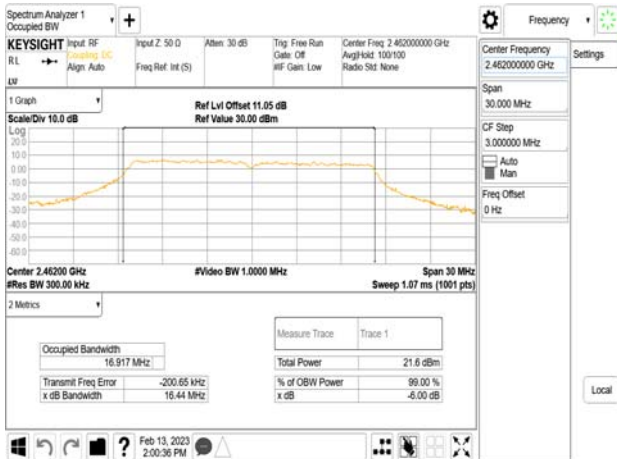 Spectrum Analyzer 1
Occupied BW
+
Frequency
KEYSIGHT
RL
Input: RF
Coupling: DC
Align: Auto
Input Z: 50 Ω
Freq Ref: Int (S)
Atten: 30 dB
Trig: Free Run
Gate: Off
#IF Gain: Low
Center Freq: 2.462000000 GHz
Avg|Hold: 100/100
Radio Std: None
Center Frequency
2.462000000 GHz
Settings
Span
30.000 MHz
CF Step
3.000000 MHz
Auto
Man
Freq Offset
0 Hz
Local
1 Graph
Scale/Div 10.0 dB
Ref Lvl Offset 11.05 dB
Ref Value 30.00 dBm
Log
20.0
10.0
0.00
-10.0
-20.0
-30.0
-40.0
-50.0
-60.0
Center 2.46200 GHz
#Res BW 300.00 kHz
#Video BW 1.0000 MHz
Span 30 MHz
Sweep 1.07 ms (1001 pts)
2 Metrics
Measure Trace Trace 1
Occupied Bandwidth
16.917 MHz
Total Power 21.6 dBm
Transmit Freq Error -200.65 kHz
% of OBW Power 99.00 %
x dB Bandwidth 16.44 MHz
x dB -6.00 dB
?
Feb 13, 2023
2:00:36 PM